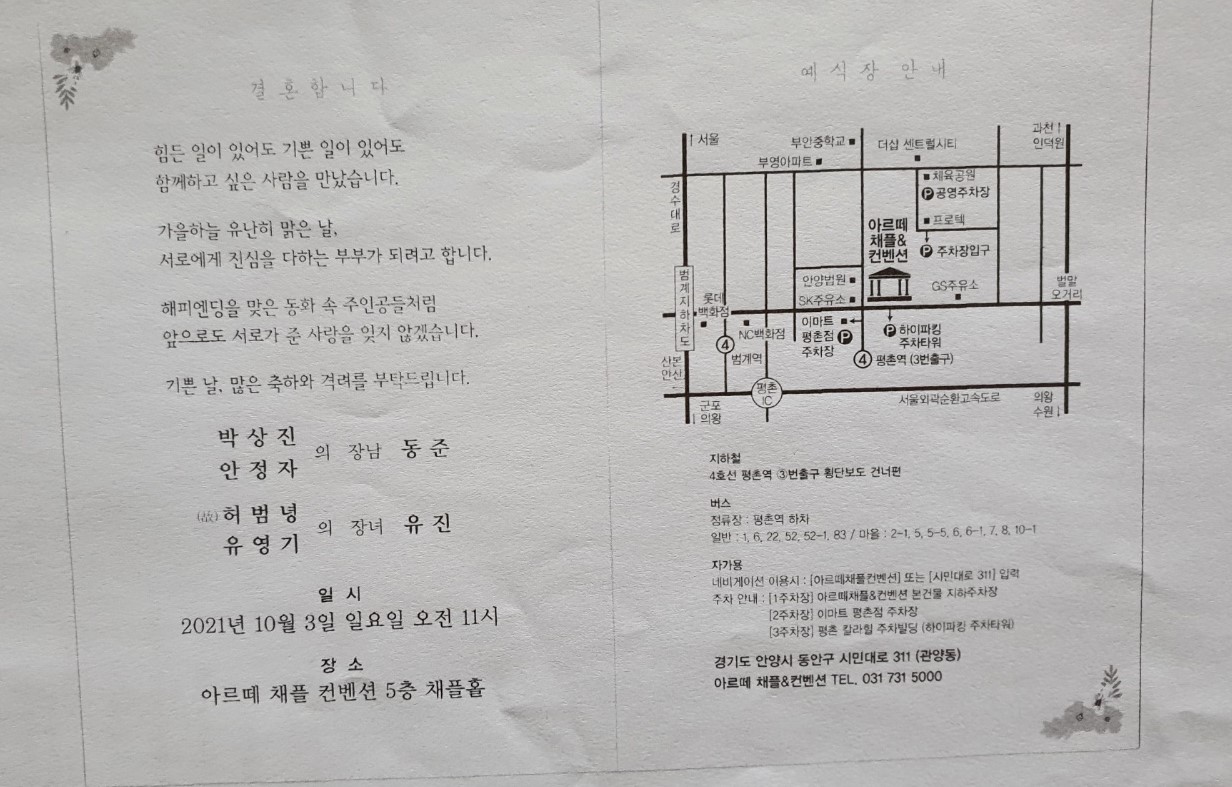 결혼합니다
힘든 일이 있어도 기쁜 일이 있어도
함께하고 싶은 사람을 만났습니다.
가을하늘 유난히 맑은 날,
서로에게 진심을 다하는 부부가 되려고 합니다.
해피엔딩을 맞은 동화 속 주인공들처럼
앞으로도 서로가 준 사랑을 잊지 않겠습니다.
기쁜 날, 많은 축하와 격려를 부탁드립니다.
박상진
안정자
의 장남 동준
(故) 허범녕
유영기
의 장녀 유진
일 시
2021년 10월 3일 일요일 오전 11시
장 소
아르떼 채플 컨벤션 5층 채플홀
예식장 안내
↑서울
부안중학교
더샵 센트럴시티
과천↑
인덕원
부영아파트
경수대로
체육공원
P 공영주차장
프로텍
아르떼
채플&
컨벤션
P 주차장입구
범계지하차도
안양법원
롯데
백화점
SK주유소
GS주유소
벌말
오거리
NC백화점
이마트
평촌점
주차장
P
P 하이파킹
주차타워
4
범계역
4 평촌역 (3번출구)
산본
안산
←
평촌
IC
군포
↓의왕
서울외곽순환고속도로
의왕
수원↓
지하철
4호선 평촌역 ③번출구 횡단보도 건너편
버스
정류장 : 평촌역 하차
일반 : 1, 6, 22, 52, 52-1, 83 / 마을 : 2-1, 5, 5-5, 6, 6-1, 7, 8, 10-1
자가용
네비게이션 이용시 : [아르떼채플컨벤션] 또는 [시민대로 311] 입력
주차 안내 : [1주차장] 아르떼채플&컨벤션 본건물 지하주차장
[2주차장] 이마트 평촌점 주차장
[3주차장] 평촌 칼라힐 주차빌딩 (하이파킹 주차타워)
경기도 안양시 동안구 시민대로 311 (관양동)
아르떼 채플&컨벤션 TEL. 031 731 5000